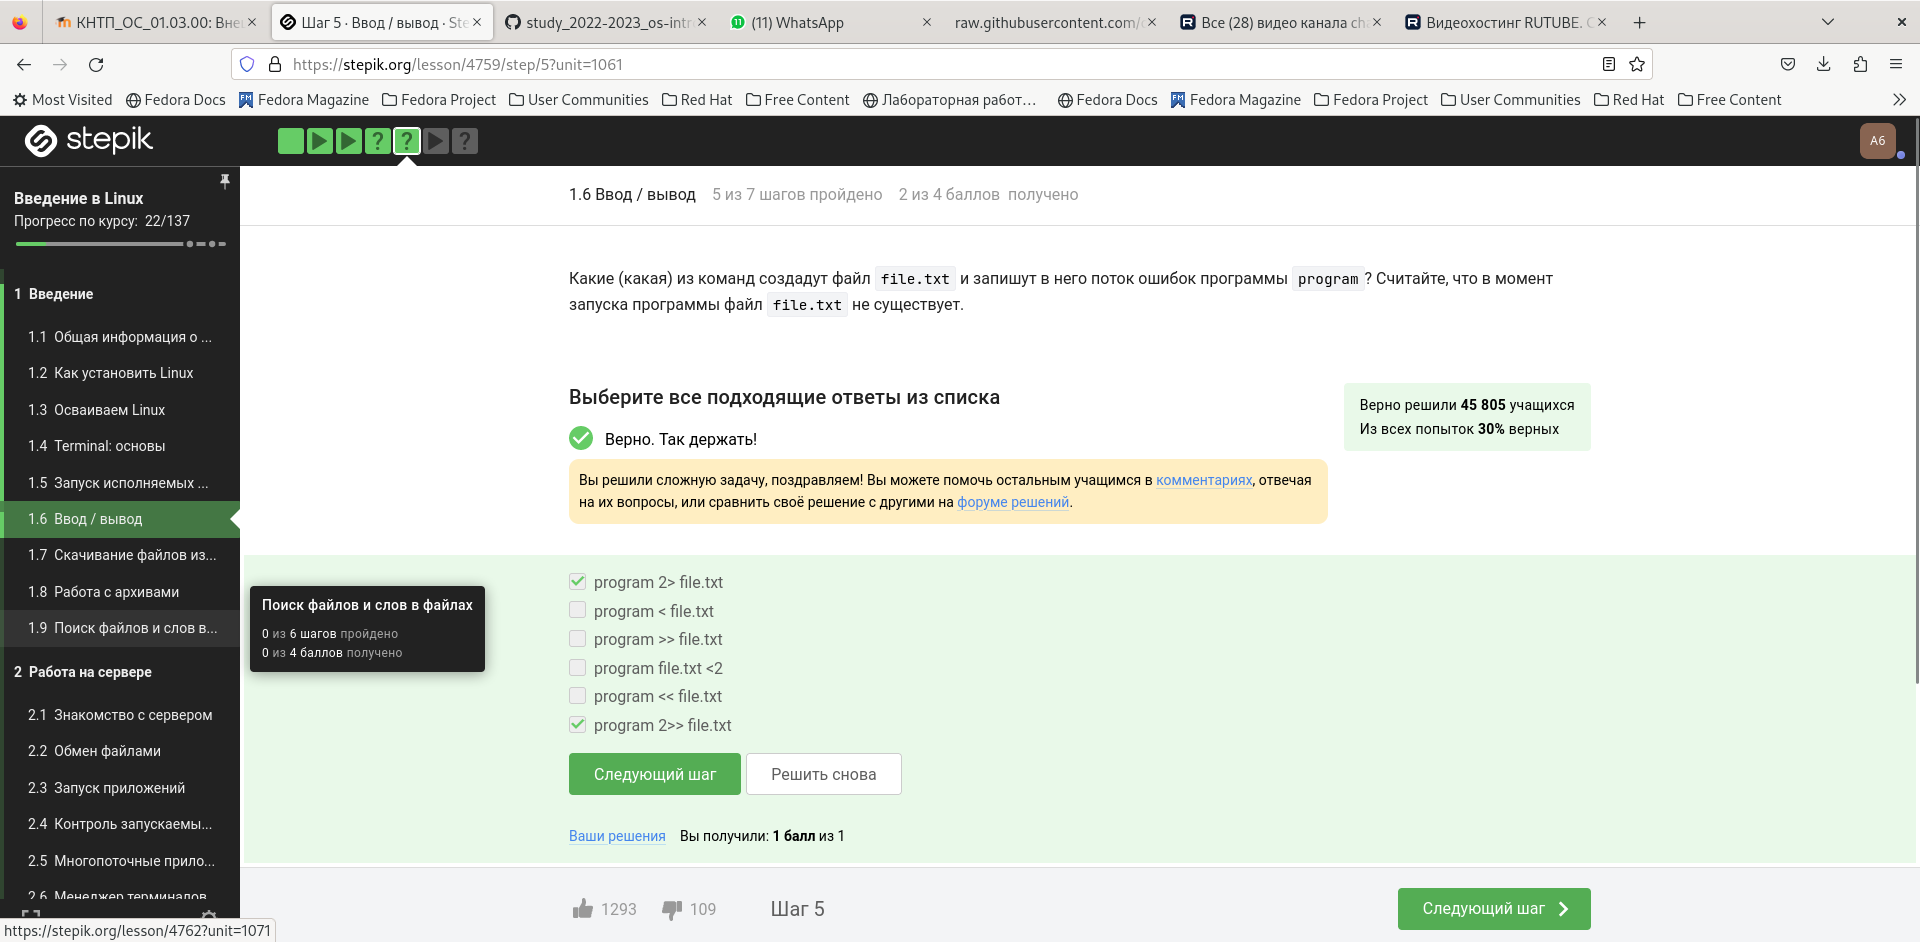 КНТП_ОС_01.03.00: Вне
Шаг 5 · Ввод / вывод · Ste
study_2022-2023_os-intr
(11) WhatsApp
raw.githubusercontent.com/
Все (28) видео канала
Видеохостинг RUTUBE.
https://stepik.org/lesson/4759/step/5?unit=1061
Most Visited
Fedora Docs
Fedora Magazine
Fedora Project
User Communities
Red Hat
Free Content
Лабораторная работ…
Fedora Docs
Fedora Magazine
Fedora Project
User Communities
Red Hat
Free Content
stepik
A6
Введение в Linux
Прогресс по курсу: 22/137
1 Введение
1.1 Общая информация о ...
1.2 Как установить Linux
1.3 Осваиваем Linux
1.4 Terminal: основы
1.5 Запуск исполняемых ...
1.6 Ввод / вывод
1.7 Скачивание файлов из...
1.8 Работа с архивами
1.9 Поиск файлов и слов в...
2 Работа на сервере
2.1 Знакомство с сервером
2.2 Обмен файлами
2.3 Запуск приложений
2.4 Контроль запускаемы...
2.5 Многопоточные прило...
2.6 Менеджер терминалов
https://stepik.org/lesson/4762?unit=1071
Поиск файлов и слов в файлах
0 из 6 шагов пройдено
0 из 4 баллов получено
1.6 Ввод / вывод 5 из 7 шагов пройдено 2 из 4 баллов получено
Какие (какая) из команд создадут файл file.txt и запишут в него поток ошибок программы program? Считайте, что в момент
запуска программы файл file.txt не существует.
Выберите все подходящие ответы из списка
Верно. Так держать!
Вы решили сложную задачу, поздравляем! Вы можете помочь остальным учащимся в комментариях, отвечая
на их вопросы, или сравнить своё решение с другими на форуме решений.
Верно решили 45 805 учащихся
Из всех попыток 30% верных
program 2> file.txt
program < file.txt
program >> file.txt
program file.txt <2
program << file.txt
program 2>> file.txt
Следующий шаг
Решить снова
Ваши решения Вы получили: 1 балл из 1
1293
109
Шаг 5
Следующий шаг